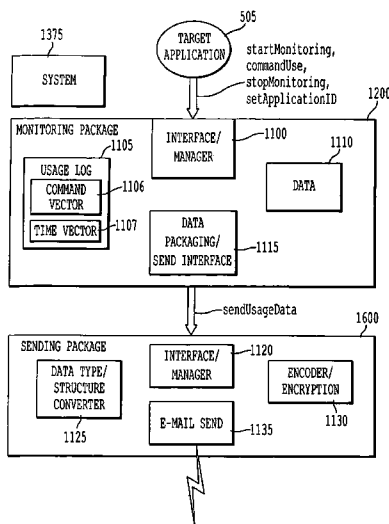 505
1375
TARGET
APPLICATION
startMonitoring,
commandUse,
stopMonitoring,
setApplicationID
SYSTEM
1200
MONITORING PACKAGE
1105
USAGE LOG
COMMAND
VECTOR
1106
TIME VECTOR
1107
INTERFACE/
MANAGER
1100
1110
DATA
DATA
PACKAGING/
SEND INTERFACE
1115
sendUsageData
1600
SENDING PACKAGE
DATA TYPE/
STRUCTURE
CONVERTER
1125
INTERFACE/
MANAGER
1120
ENCODER/
ENCRYPTION
1130
E-MAIL SEND
1135